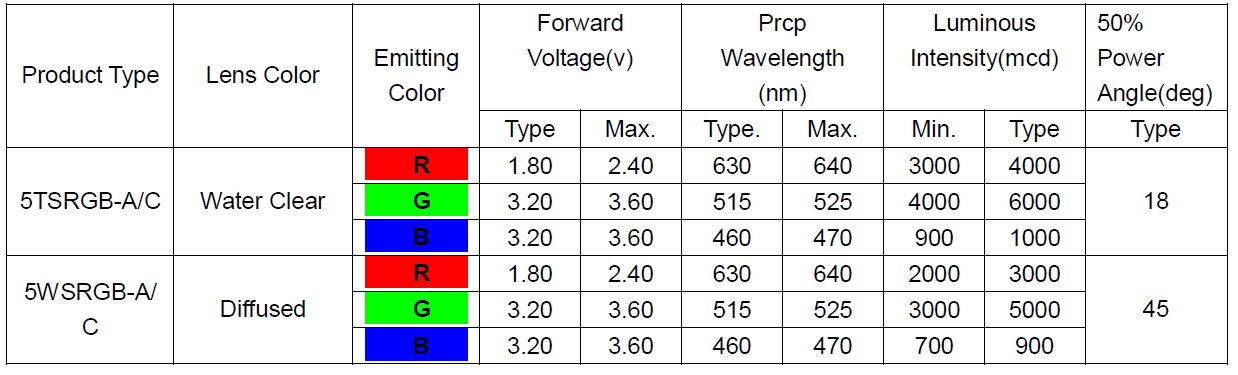 Product Type Lens Color Emitting Color Forward Voltage(v) Prcp Wavelength (nm) Luminous Intensity(mcd) 50% Power Angle(deg)
Type Max. Type. Max. Min. Type Type
5TSRGB-A/C Water Clear R 1.80 2.40 630 640 3000 4000 18
G 3.20 3.60 515 525 4000 6000
B 3.20 3.60 460 470 900 1000
5WSRGB-A/C Diffused R 1.80 2.40 630 640 2000 3000 45
G 3.20 3.60 515 525 3000 5000
B 3.20 3.60 460 470 700 900